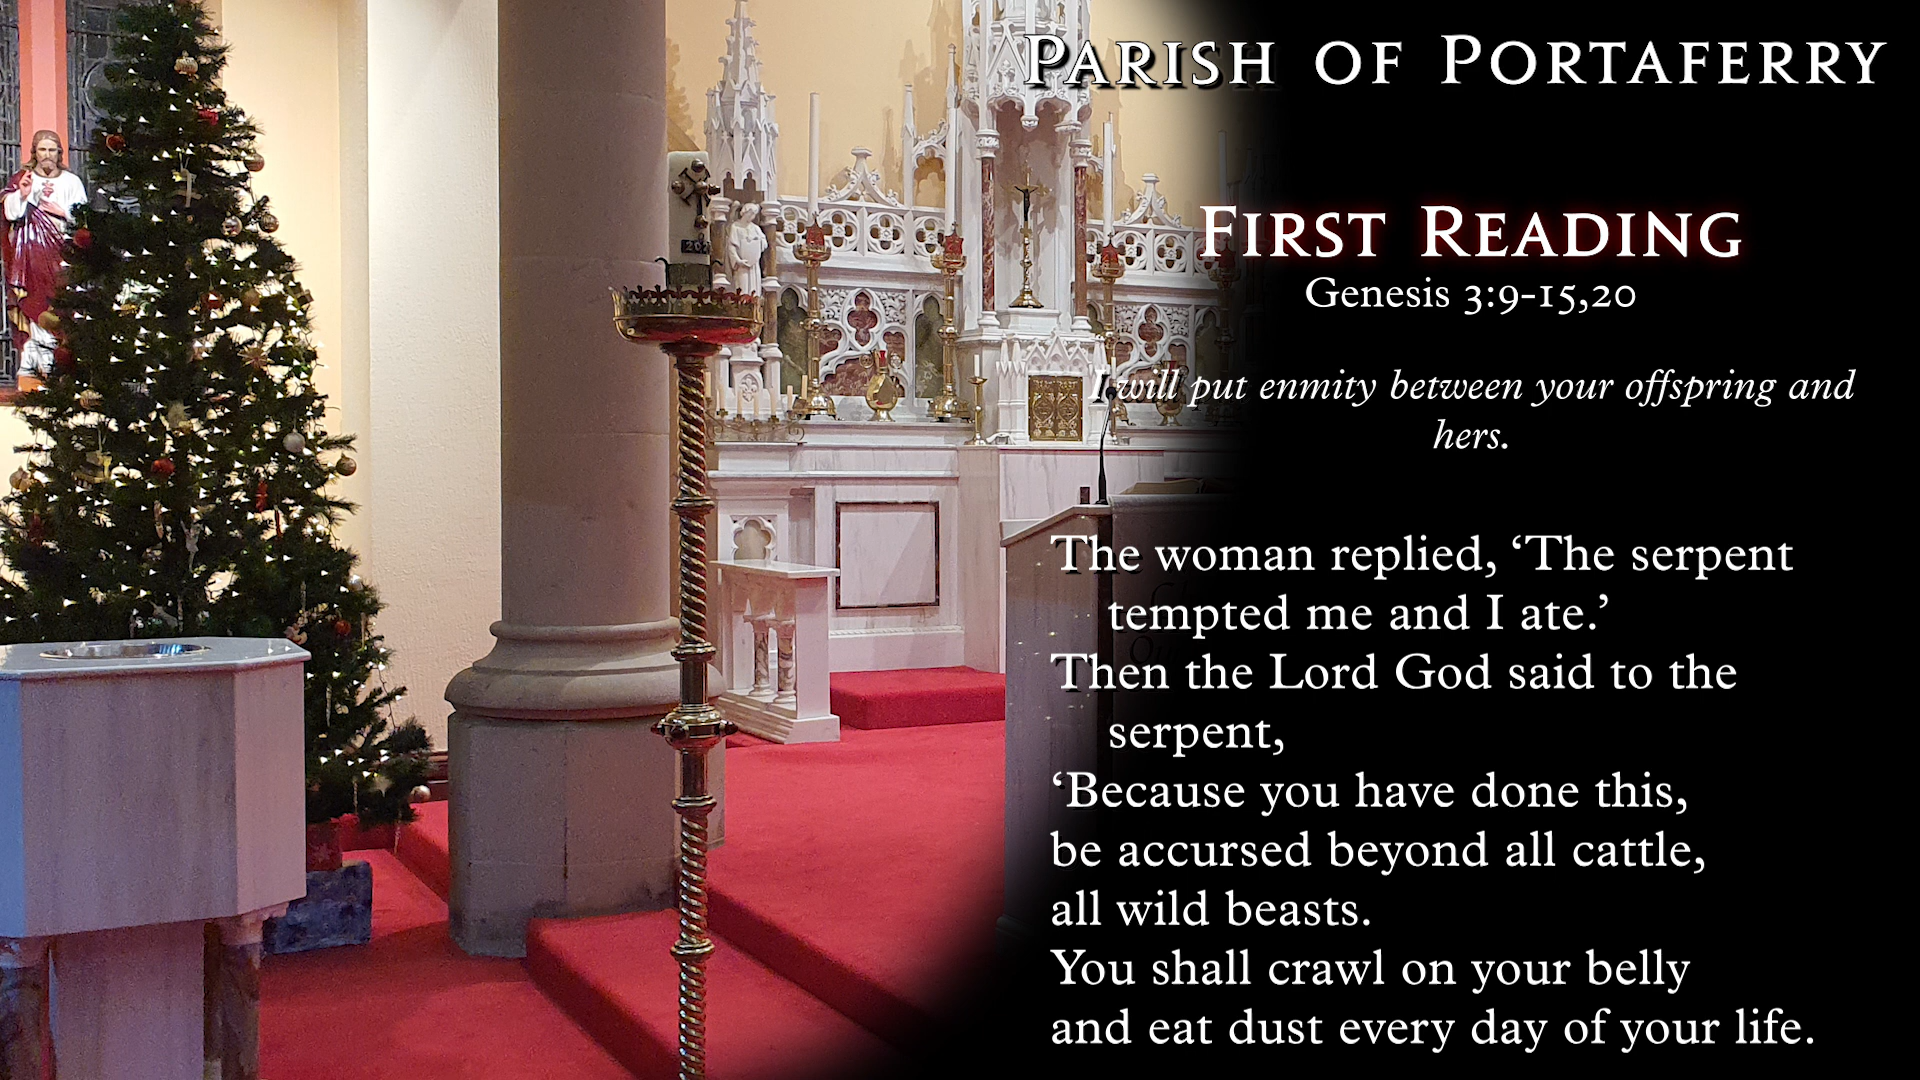 Parish of Portaferry
First Reading
Genesis 3:9-15,20
I will put enmity between your offspring and
hers.
The woman replied, ‘The serpent
tempted me and I ate.’
Then the Lord God said to the
serpent,
‘Because you have done this,
be accursed beyond all cattle,
all wild beasts.
You shall crawl on your belly
and eat dust every day of your life.